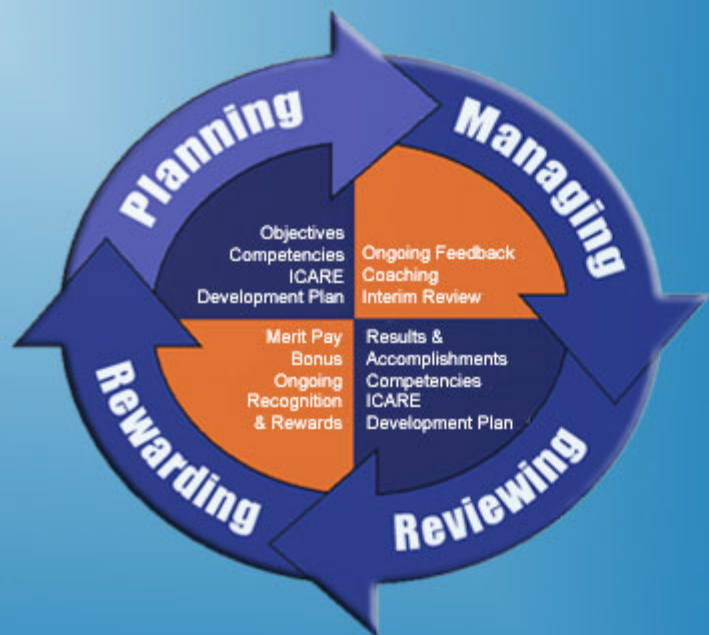 Planning
Managing
Objectives
Competencies
ICARE
Development Plan
Ongoing Feedback
Coaching
Interim Review
Merit Pay
Bonus
Ongoing
Recognition
& Rewards
Results &
Accomplishments
Competencies
ICARE
Development Plan
Rewarding
Reviewing